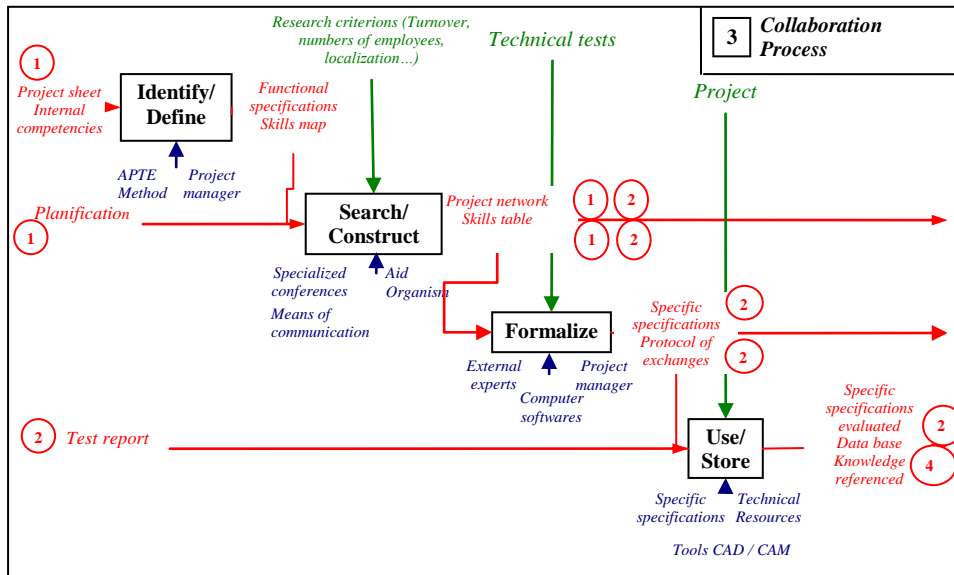 3 Collaboration
Process
Research criterions (Turnover,
numbers of employees,
localization…)
Technical tests
Project
1
Project sheet
Internal
competencies
Identify/
Define
Functional
specifications
Skills map
APTE
Method
Project
manager
Planification
1
Search/
Construct
Project network
Skills table
1 2
1 2
Specialized
conferences
Aid
Organism
Means of
communication
Formalize
Specific
specifications
Protocol of
exchanges
2
2
External
experts
Project
manager
Computer
softwares
2 Test report
Use/
Store
Specific
specifications
evaluated
Data base
Knowledge
referenced
2
4
Specific
specifications
Technical
Resources
Tools CAD / CAM